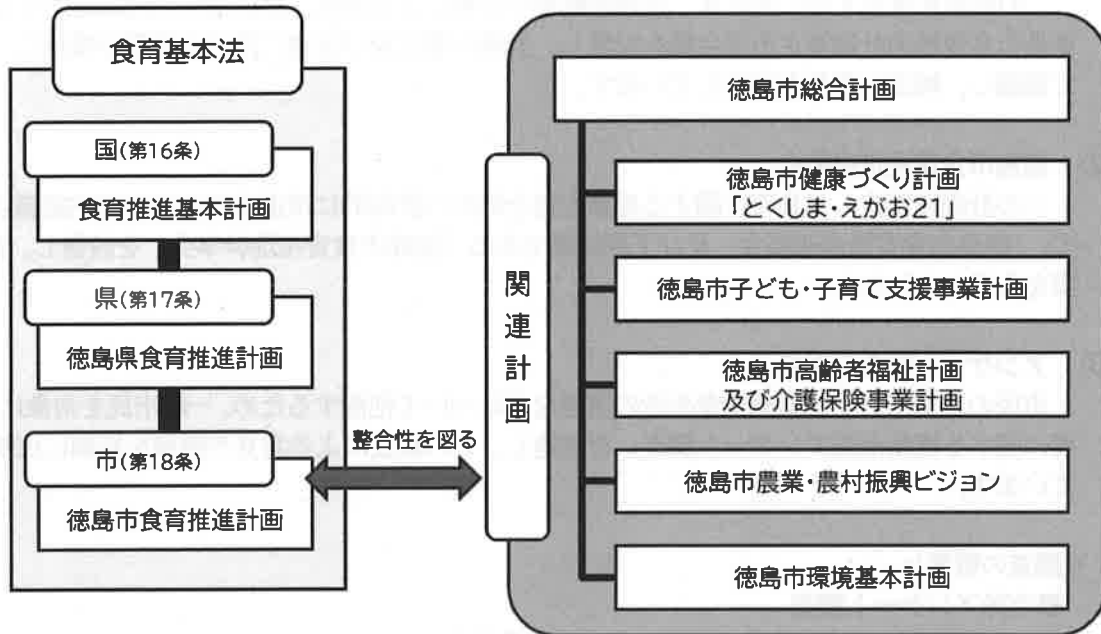 食育基本法
国(第16条)
食育推進基本計画
県(第17条)
徳島県食育推進計画
市(第18条)
徳島市食育推進計画
整合性を図る
関連計画
徳島市総合計画
徳島市健康づくり計画
「とくしま・えがお21」
徳島市子ども・子育て支援事業計画
徳島市高齢者福祉計画
及び介護保険事業計画
徳島市農業・農村振興ビジョン
徳島市環境基本計画